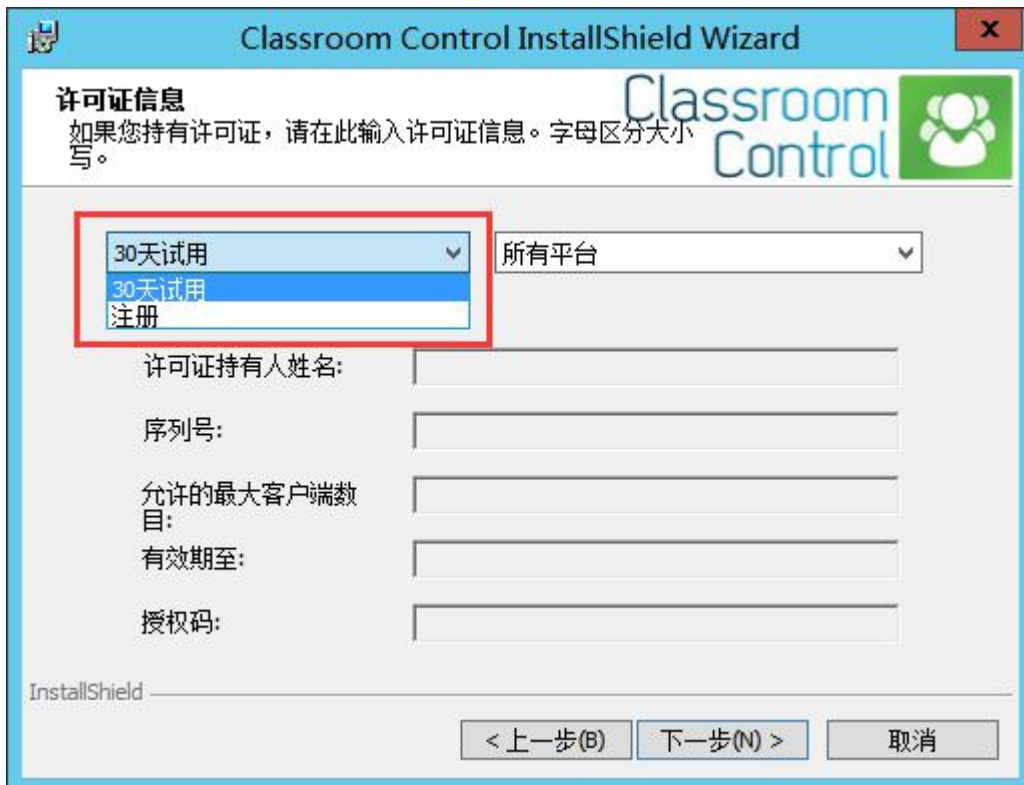 Classroom Control InstallShield Wizard
x
许可证信息
如果您持有许可证，请在此输入许可证信息。字母区分大小
写。
Classroom
Control
30天试用
所有平台
30天试用
注册
许可证持有人姓名:
序列号:
允许的最大客户端数
目:
有效期至:
授权码:
InstallShield
< 上一步(B)
下一步(N) >
取消